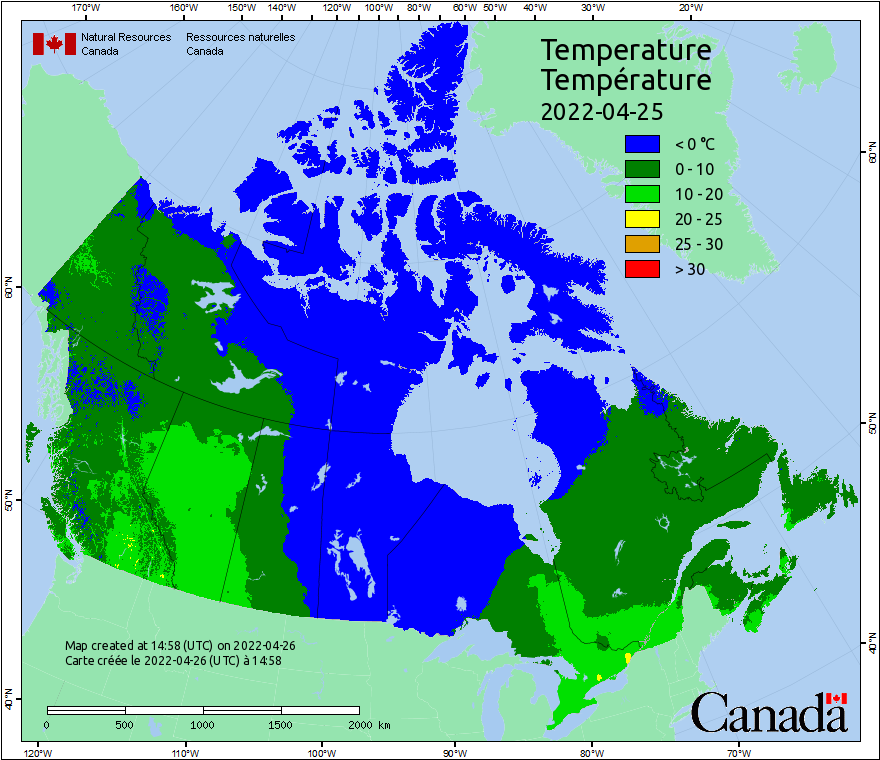 170°W 160°W 150°W 140°W 130°W 120°W 110°W 100°W 90°W 80°W 60°W 50°W 40°W 30°W 20°W
Natural Resources Ressources naturelles
Canada Canada
Temperature
Température
2022-04-25
< 0 °C
0 - 10
10 - 20
20 - 25
25 - 30
> 30
60°N
60°N
50°N
50°N
40°N
40°N
Map created at 14:58 (UTC) on 2022-04-26
Carte créée le 2022-04-26 (UTC) à 14:58
0 500 1000 1500 2000 km
Canada
120°W 110°W 100°W 90°W 80°W 70°W